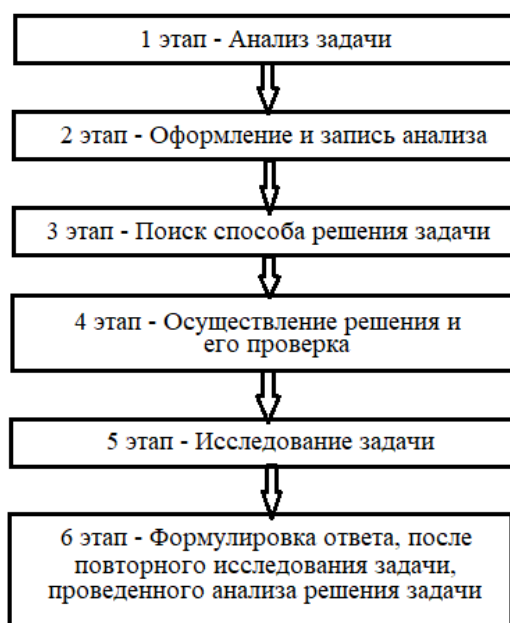 1 этап - Анализ задачи
2 этап - Оформление и запись анализа
3 этап - Поиск способа решения задачи
4 этап - Осуществление решения и
его проверка
5 этап - Исследование задачи
6 этап - Формулировка ответа, после
повторного исследования задачи,
проведенного анализа решения задачи